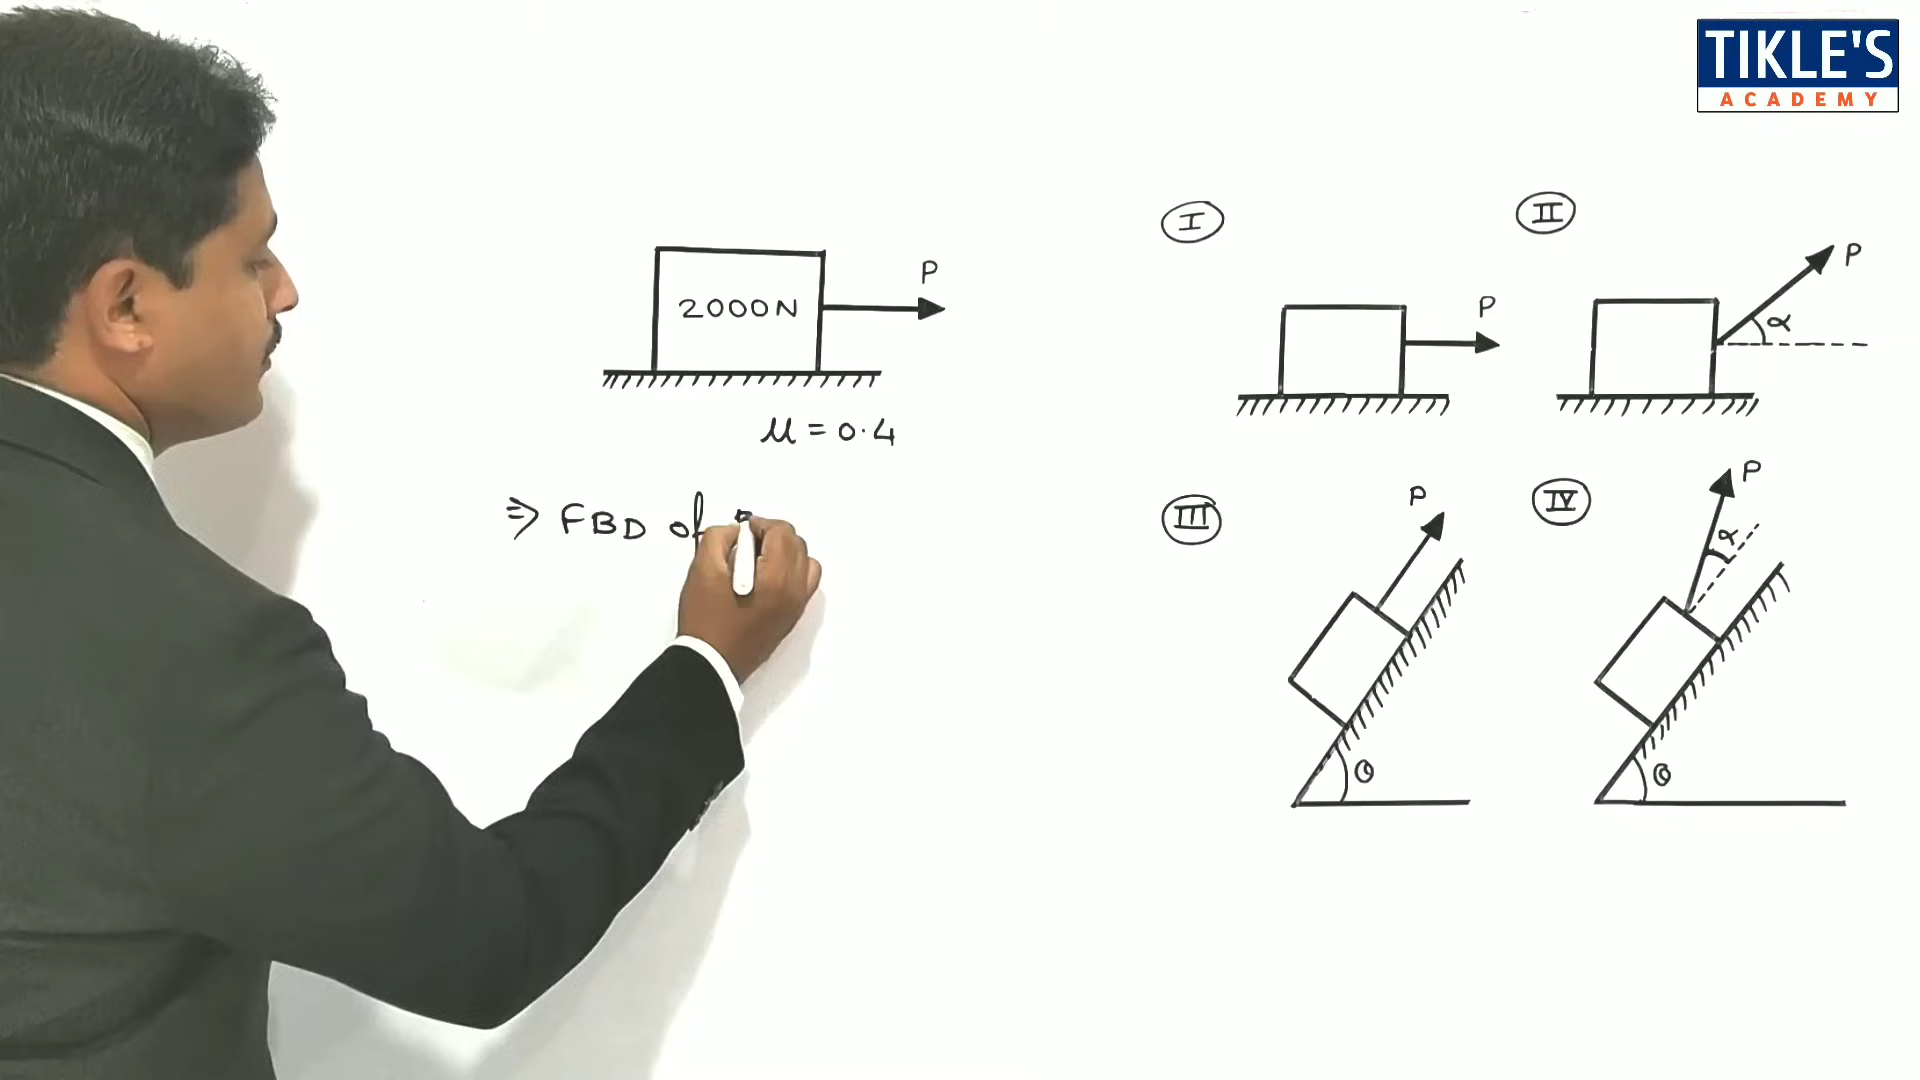 TIKLE'S
ACADEMY
2000N
P
μ = 0.4
⇒ FBD of
I
P
II
P
α
III
P
θ
IV
P
α
θ